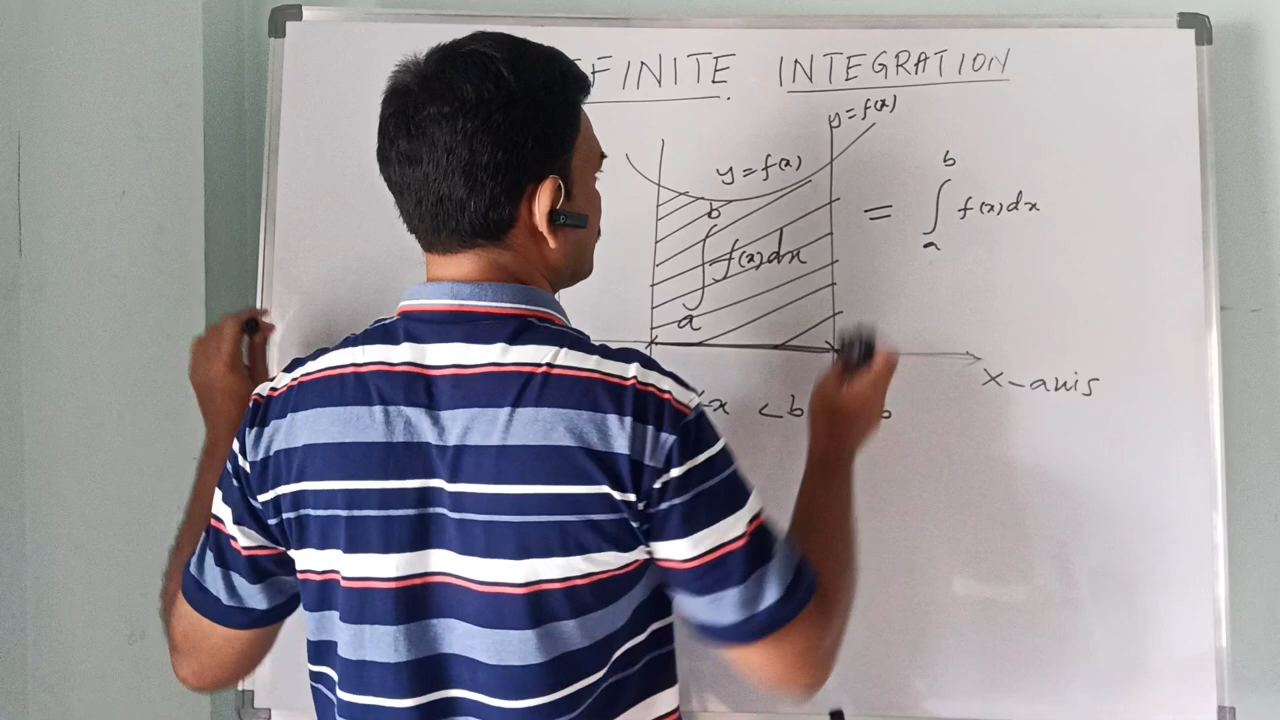 FINITE INTEGRATION
y=f(x)
y=f(x)
b
∫ f(x)dx
a
=
b
∫ f(x)dx
a
x-axis
x <b b